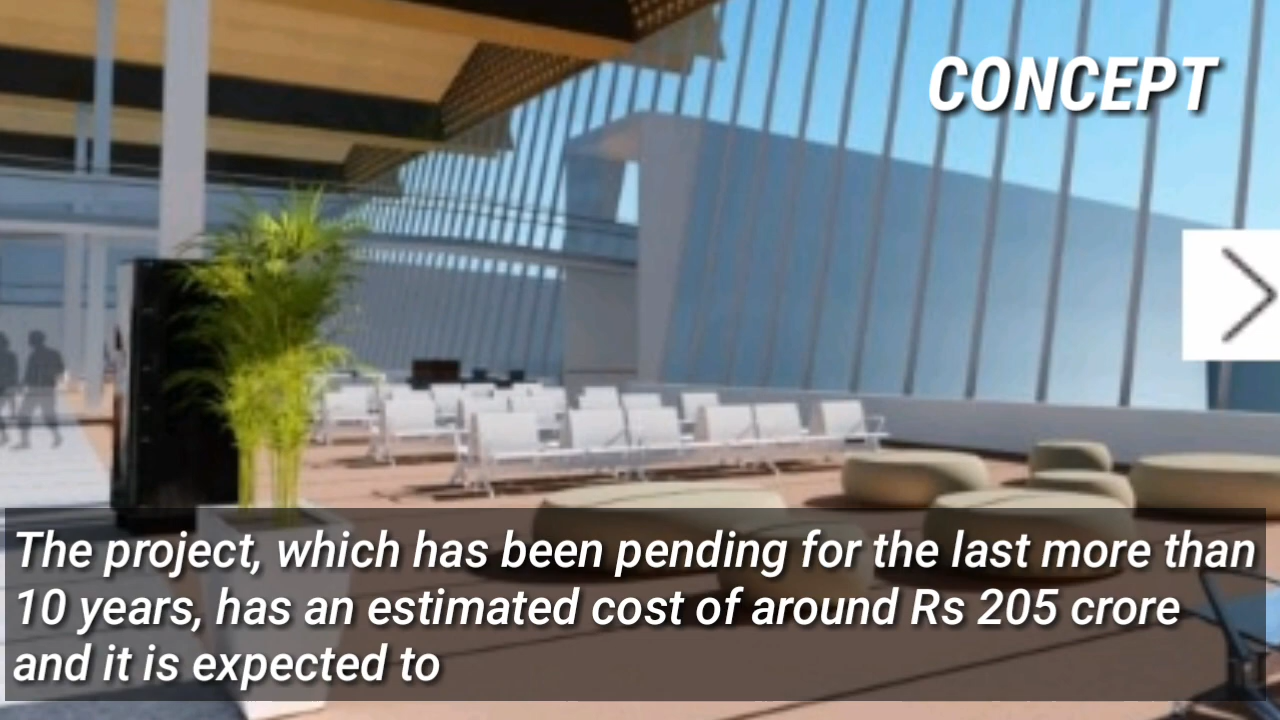 CONCEPT
The project, which has been pending for the last more than
10 years, has an estimated cost of around Rs 205 crore
and it is expected to